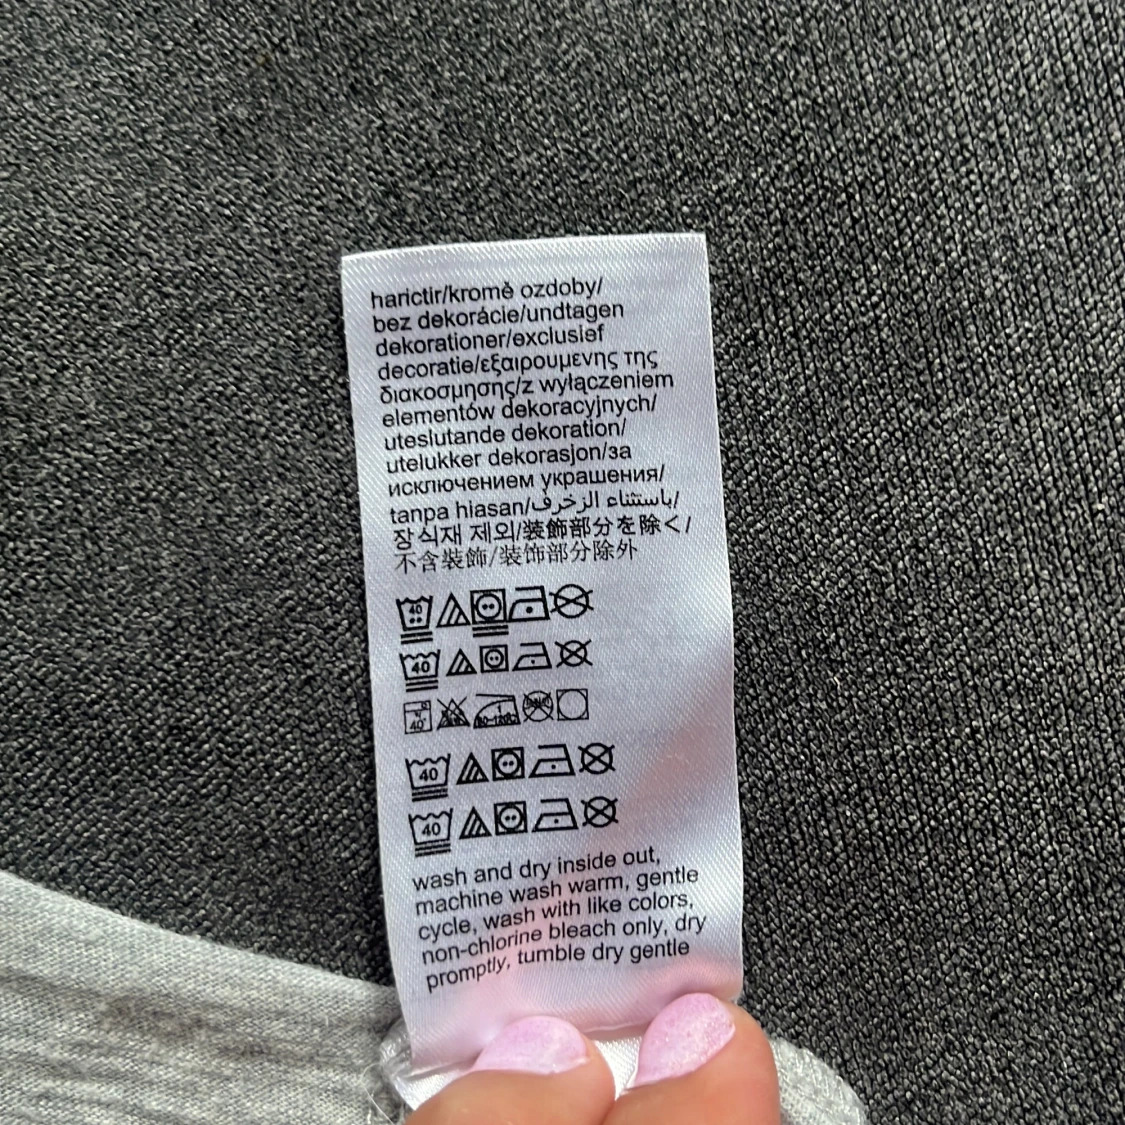 harictir/kromě ozdoby/
bez dekorácie/undtagen
dekorationer/exclusief
decoratie/εξαιρουμενης της
διακοσμησης/z wyłączeniem
elementów dekoracyjnych/
uteslutande dekoration/
utelukker dekorasjon/за
исключением украшения/
tanpa hiasan/باستثناء الزخرف/
장식재 제외/装飾部分を除く/
不含裝飾/装饰部分除外
40
40
40
40
40
wash and dry inside out,
machine wash warm, gentle
cycle, wash with like colors,
non-chlorine bleach only, dry
promptly, tumble dry gentle